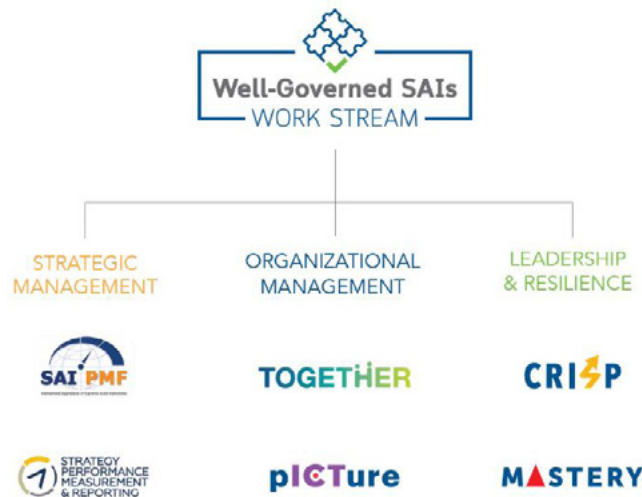 Well-Governed SAIs
WORK STREAM
STRATEGIC
MANAGEMENT
ORGANIZATIONAL
MANAGEMENT
LEADERSHIP
& RESILIENCE
SAI PMF
TOGETHER
CRISP
STRATEGY
PERFORMANCE
MEASUREMENT
& REPORTING
pICTure
MASTERY